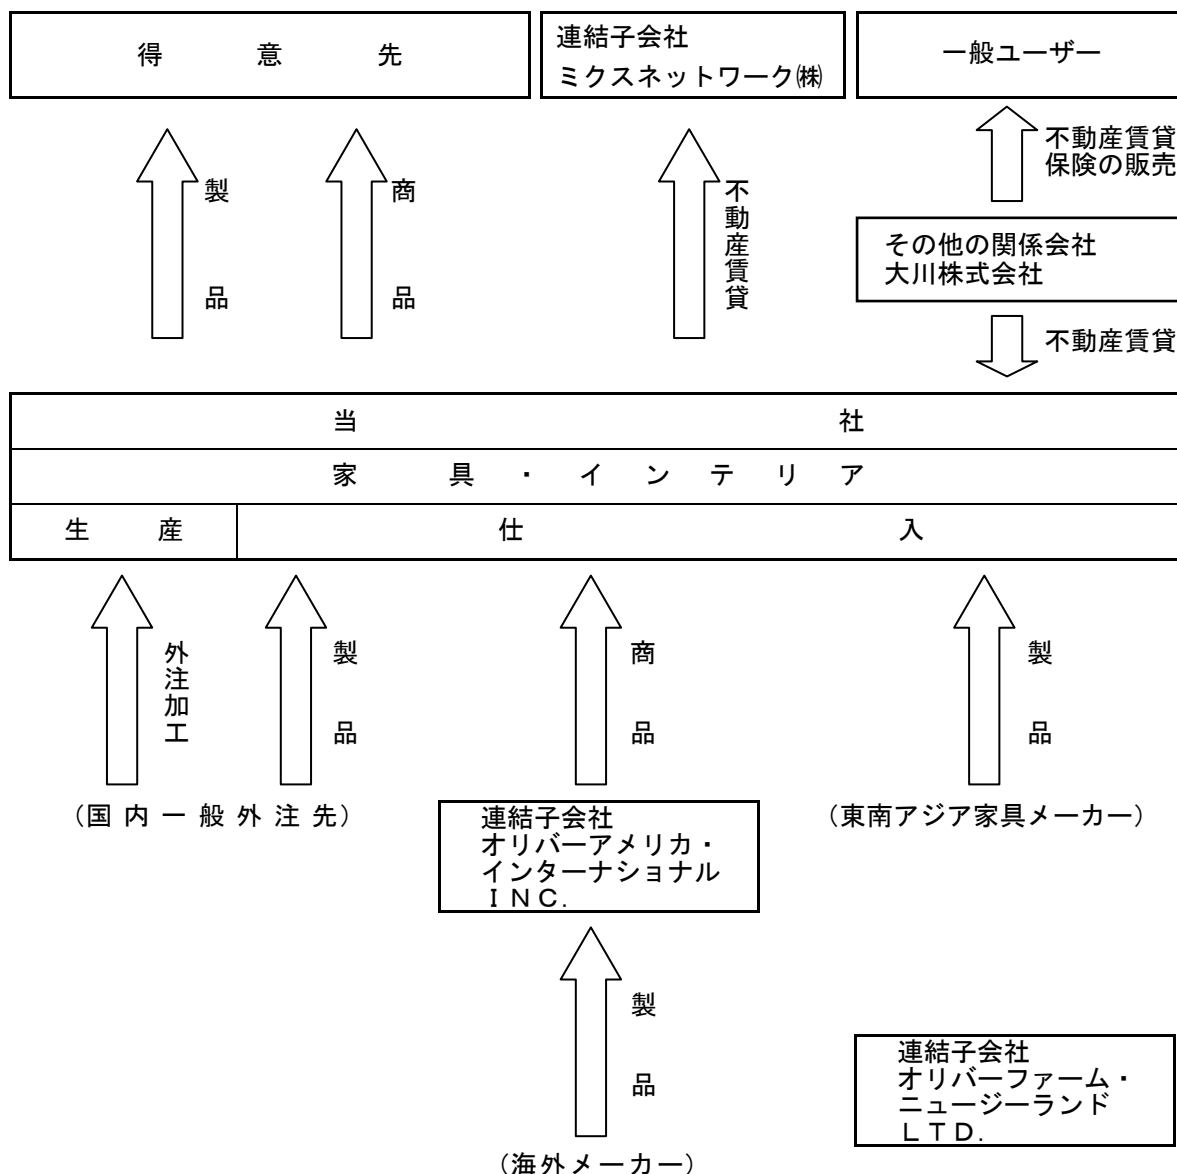 得意先
連結子会社
ミクスネットワーク㈱
一般ユーザー
不動産賃貸
保険の販売
製品
商品
不動産賃貸
その他の関係会社
大川株式会社
不動産賃貸
当社
家具・インテリア
生産
仕入
外注加工
製品
商品
製品
（国内一般外注先）
連結子会社
オリバーアメリカ・
インターナショナル
ＩＮＣ．
（東南アジア家具メーカー）
製品
連結子会社
オリバーファーム・
ニュージーランド
ＬＴＤ．
（海外メーカー）